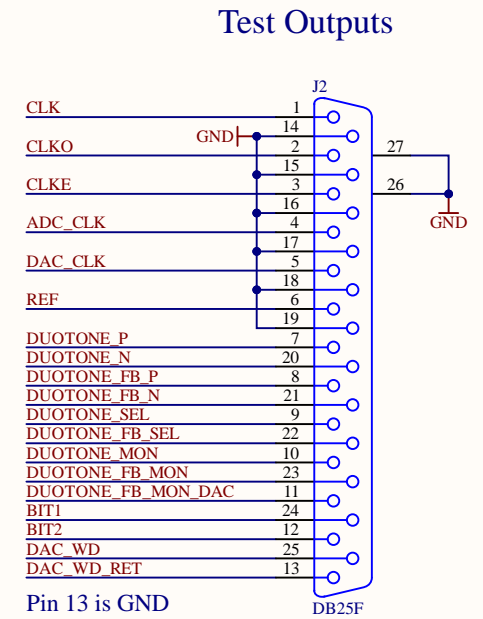 Test Outputs
J2
CLK 1
14
GND
CLKO 2 27
15
CLKE 3 26
16
ADC_CLK 4 GND
17
DAC_CLK 5
18
REF 6
19
DUOTONE_P 7
DUOTONE_N 20
DUOTONE_FB_P 8
DUOTONE_FB_N 21
DUOTONE_SEL 9
DUOTONE_FB_SEL 22
DUOTONE_MON 10
DUOTONE_FB_MON 23
DUOTONE_FB_MON_DAC 11
BIT1 24
BIT2 12
DAC_WD 25
DAC_WD_RET 13
Pin 13 is GND
DB25F